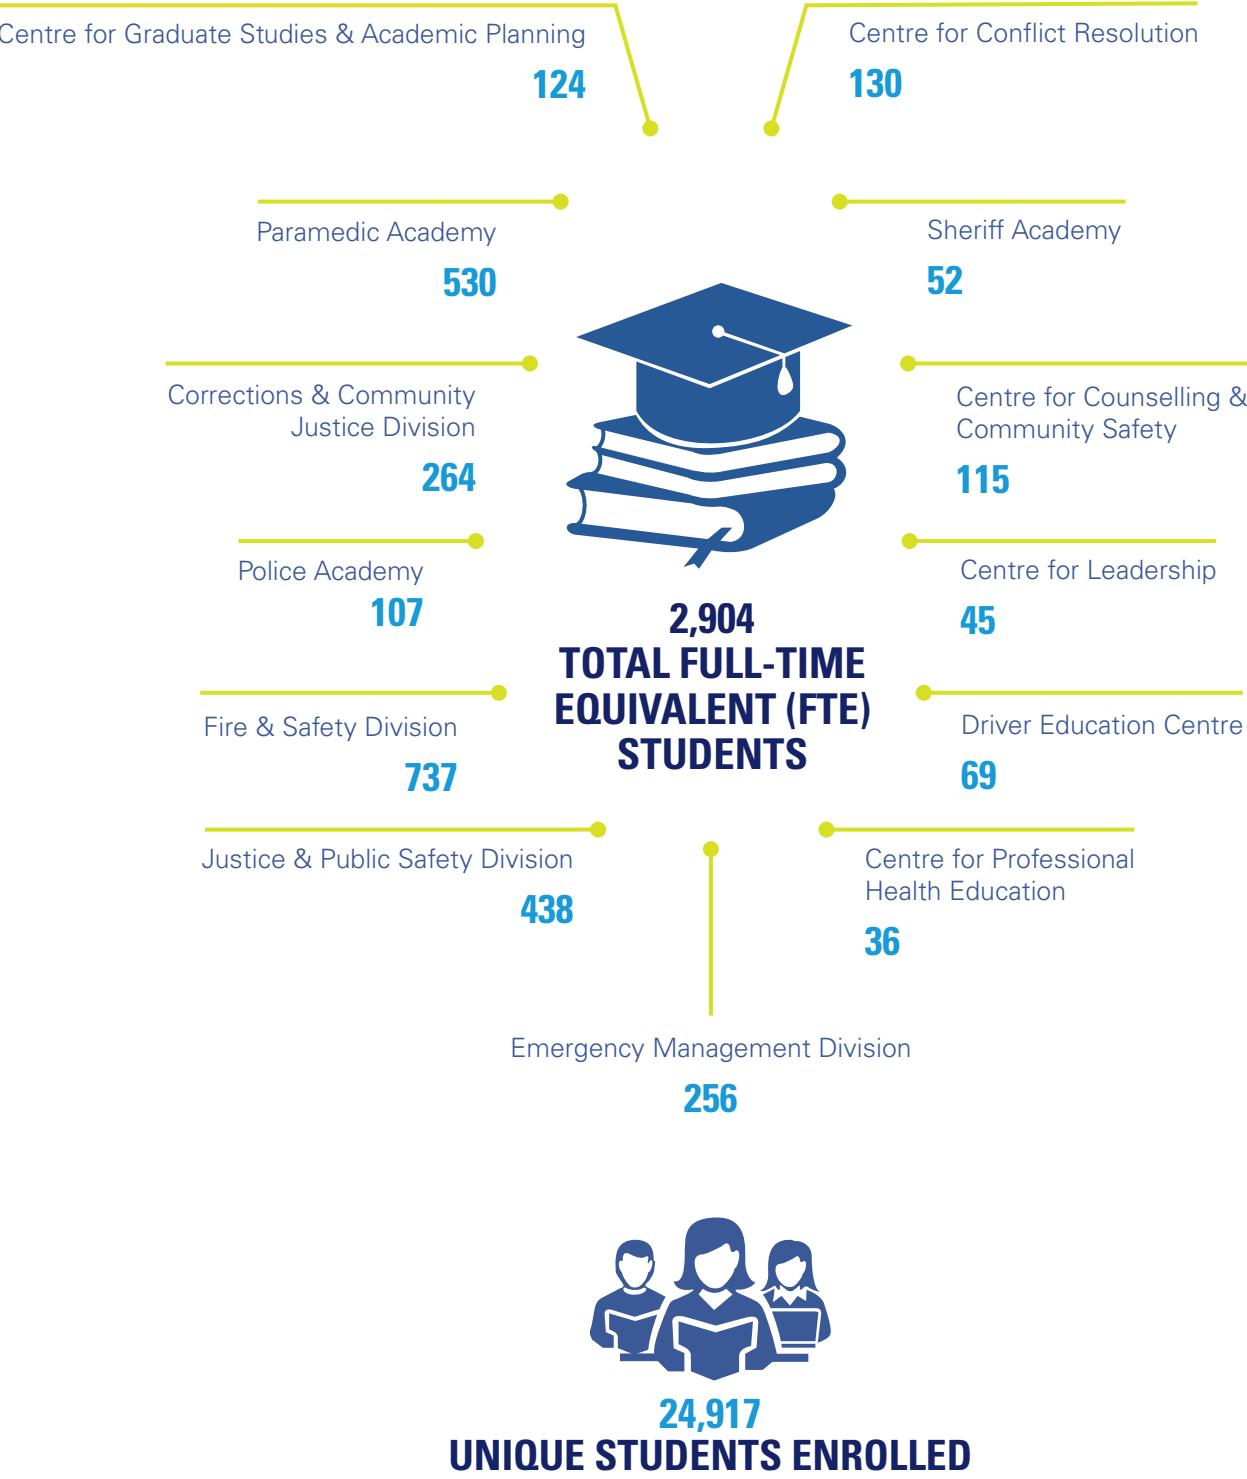 Centre for Graduate Studies & Academic Planning
124
Centre for Conflict Resolution
130
Paramedic Academy
530
Sheriff Academy
52
Corrections & Community
Justice Division
264
Centre for Counselling &
Community Safety
115
Police Academy
107
Centre for Leadership
45
2,904
TOTAL FULL-TIME
EQUIVALENT (FTE)
STUDENTS
Fire & Safety Division
737
Driver Education Centre
69
Justice & Public Safety Division
438
Centre for Professional
Health Education
36
Emergency Management Division
256
24,917
UNIQUE STUDENTS ENROLLED